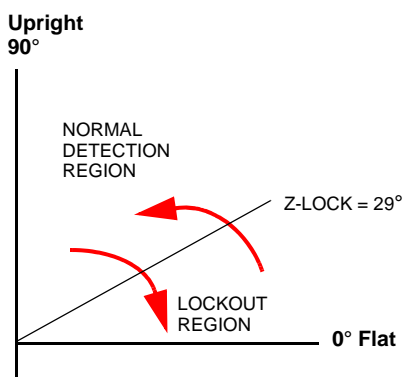 Upright
90°
NORMAL
DETECTION
REGION
Z-LOCK = 29°
LOCKOUT
REGION
0° Flat